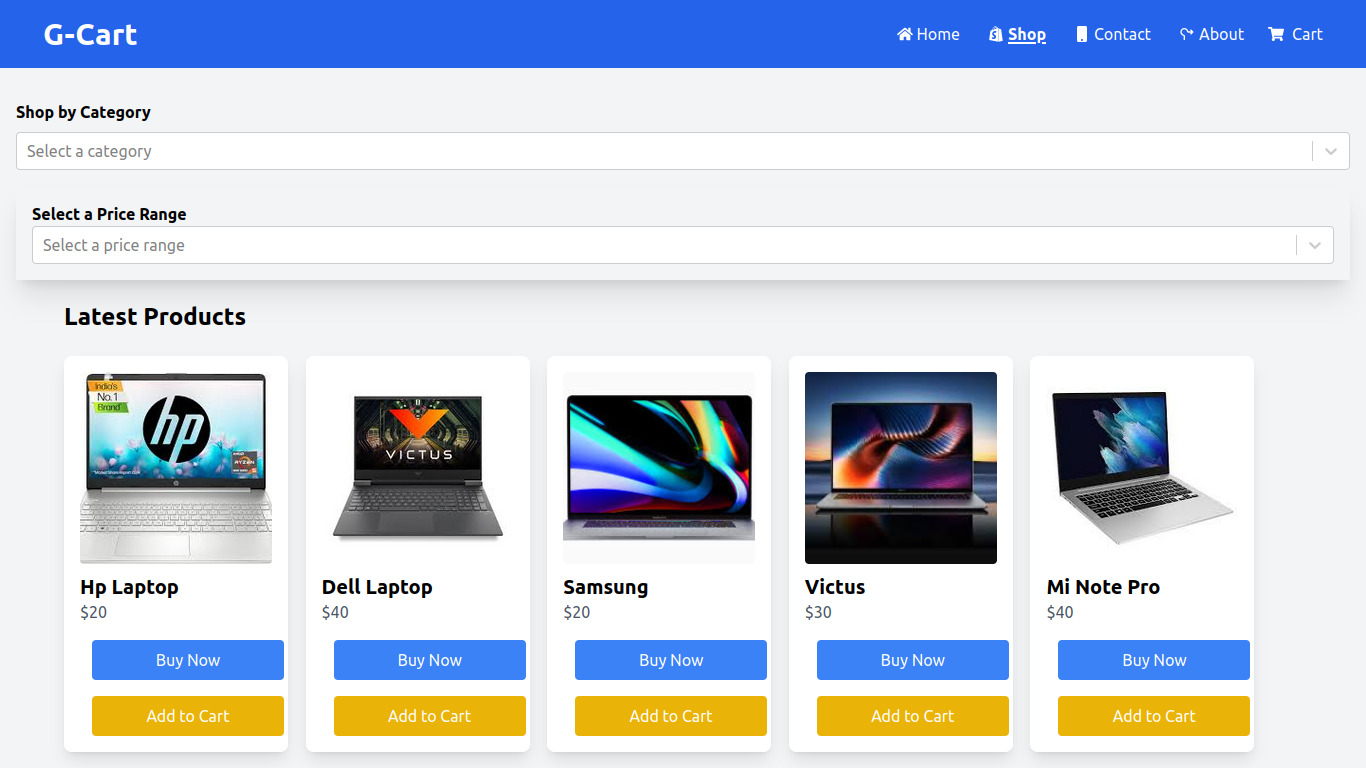 G-Cart
Home Shop Contact About Cart
Shop by Category
Select a category
Select a Price Range
Select a price range
Latest Products
India's
No.1
Brand
hp
VICTUS
Hp Laptop
$20
Buy Now
Add to Cart
Dell Laptop
$40
Buy Now
Add to Cart
Samsung
$20
Buy Now
Add to Cart
Victus
$30
Buy Now
Add to Cart
Mi Note Pro
$40
Buy Now
Add to Cart